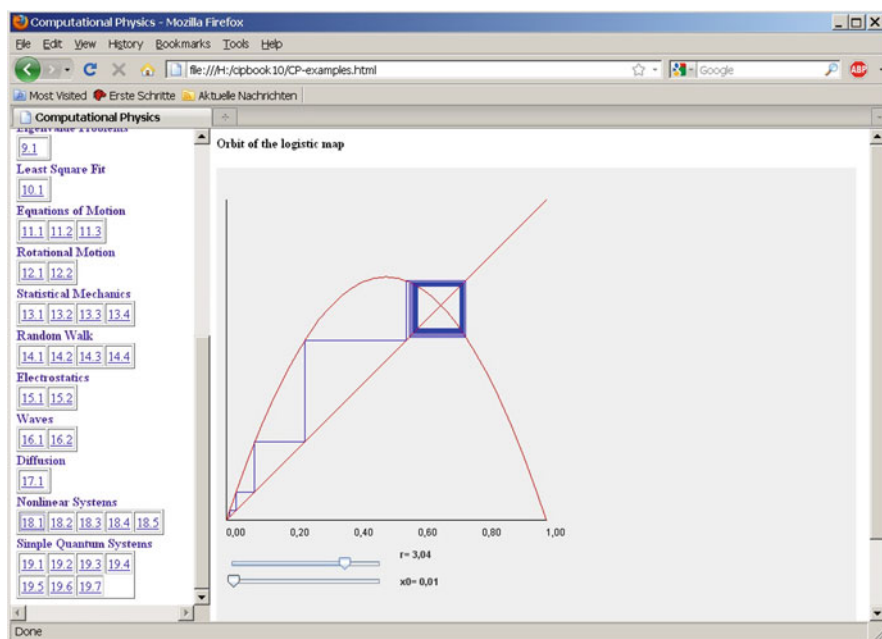 Computational Physics - Mozilla Firefox
File Edit View History Bookmarks Tools Help
file:///H:/cipbook10/CP-examples.html
Google
ABP
Most Visited Erste Schritte Aktuelle Nachrichten
Computational Physics
Eigenvalue Problems
9.1
Least Square Fit
10.1
Equations of Motion
11.1 11.2 11.3
Rotational Motion
12.1 12.2
Statistical Mechanics
13.1 13.2 13.3 13.4
Random Walk
14.1 14.2 14.3 14.4
Electrostatics
15.1 15.2
Waves
16.1 16.2
Diffusion
17.1
Nonlinear Systems
18.1 18.2 18.3 18.4 18.5
Simple Quantum Systems
19.1 19.2 19.3 19.4
19.5 19.6 19.7
Orbit of the logistic map
0,00 0,20 0,40 0,60 0,80 1,00
r= 3,04
x0= 0,01
Done